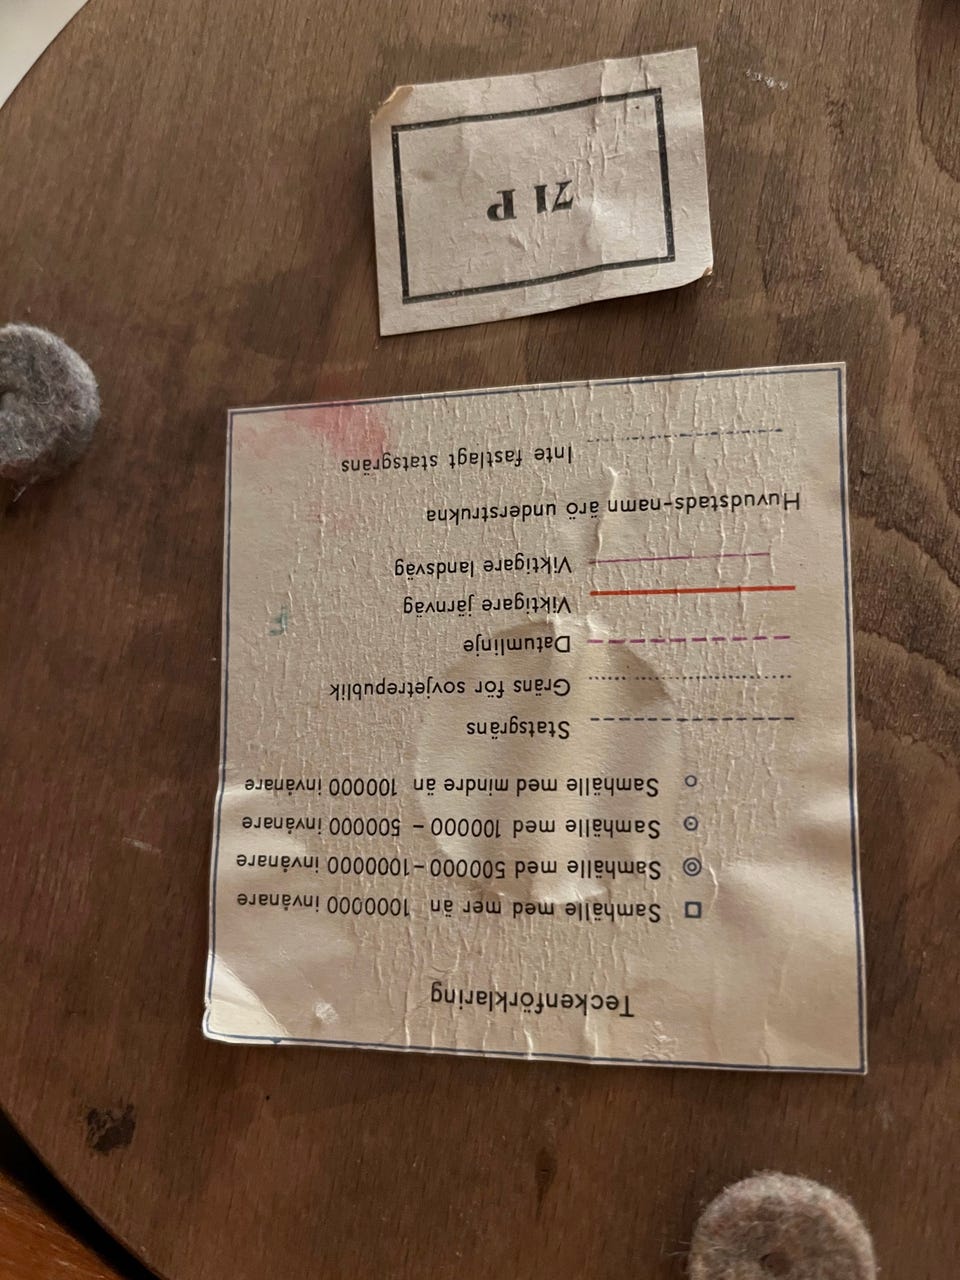 Teckenförklaring
Samhälle med mer än 1000000 invånare
Samhälle med 500000-1000000 invånare
Samhälle med 100000 - 500000 invånare
Samhälle med mindre än 100000 invånare
Statsgräns
Gräns för sovjetrepublik
Datumlinje
Viktigare järnväg
Viktigare landsväg
Huvudstads-namn äro understrukna
Inte fastlagt statsgräns
71 P